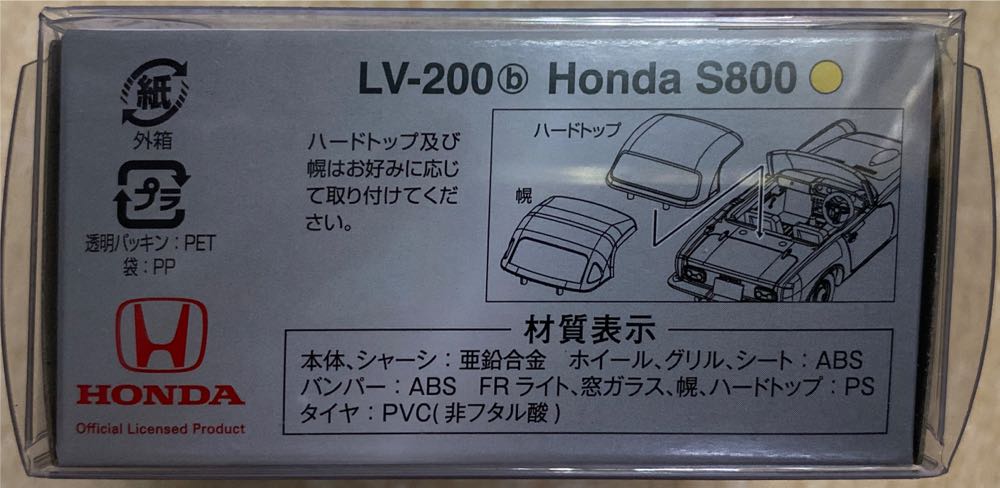 LV-200ⓑ Honda S800
紙
外箱
プラ
透明パッキン：PET
袋：PP
ハードトップ及び
幌はお好みに応じ
て取り付けてくだ
さい。
ハードトップ
幌
HONDA
Official Licensed Product
材質表示
本体、シャーシ：亜鉛合金　ホイール、グリル、シート：ABS
バンパー：ABS　FRライト、窓ガラス、幌、ハードトップ：PS
タイヤ：PVC(非フタル酸)